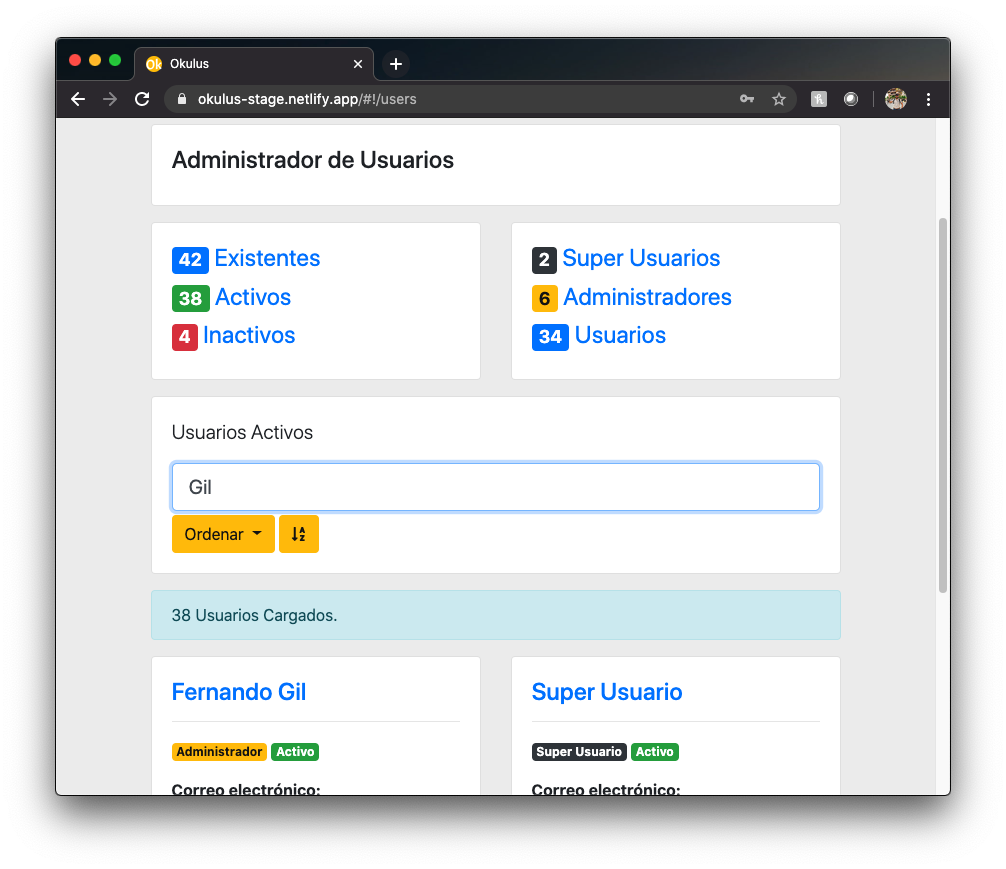 Okulus
okulus-stage.netlify.app/#!/users
Administrador de Usuarios
42 Existentes
38 Activos
4 Inactivos
2 Super Usuarios
6 Administradores
34 Usuarios
Usuarios Activos
Gil
Ordenar
38 Usuarios Cargados.
Fernando Gil
Administrador Activo
Correo electrónico:
Super Usuario
Super Usuario Activo
Correo electrónico: